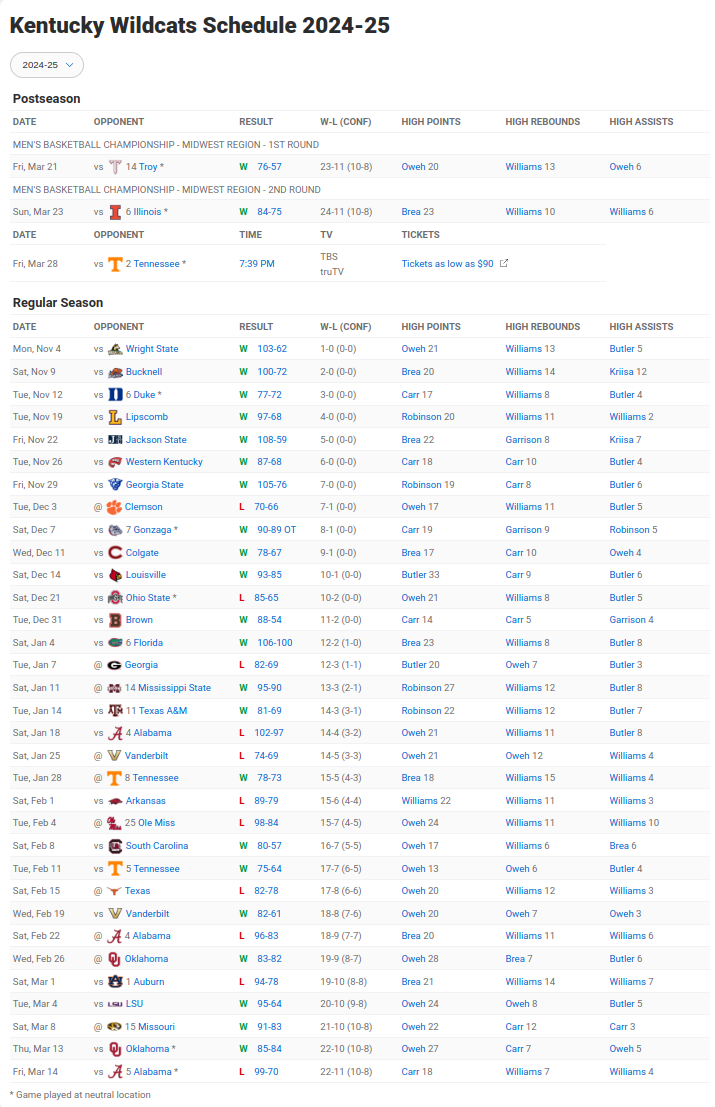 Kentucky Wildcats Schedule 2024-25
2024-25
Postseason
DATE OPPONENT RESULT W-L (CONF) HIGH POINTS HIGH REBOUNDS HIGH ASSISTS
MEN'S BASKETBALL CHAMPIONSHIP - MIDWEST REGION - 1ST ROUND
Fri, Mar 21 vs 14 Troy * W 76-57 23-11 (10-8) Oweh 20 Williams 13 Oweh 6
MEN'S BASKETBALL CHAMPIONSHIP - MIDWEST REGION - 2ND ROUND
Sun, Mar 23 vs 6 Illinois * W 84-75 24-11 (10-8) Brea 23 Williams 10 Williams 6
DATE OPPONENT TIME TV TICKETS
Fri, Mar 28 vs 2 Tennessee * 7:39 PM TBS truTV Tickets as low as $90
Regular Season
DATE OPPONENT RESULT W-L (CONF) HIGH POINTS HIGH REBOUNDS HIGH ASSISTS
Mon, Nov 4 vs Wright State W 103-62 1-0 (0-0) Oweh 21 Williams 13 Butler 5
Sat, Nov 9 vs Bucknell W 100-72 2-0 (0-0) Brea 20 Williams 14 Kriisa 12
Tue, Nov 12 vs 6 Duke * W 77-72 3-0 (0-0) Carr 17 Williams 8 Butler 4
Tue, Nov 19 vs Lipscomb W 97-68 4-0 (0-0) Robinson 20 Williams 11 Williams 2
Fri, Nov 22 vs Jackson State W 108-59 5-0 (0-0) Brea 22 Garrison 8 Kriisa 7
Tue, Nov 26 vs Western Kentucky W 87-68 6-0 (0-0) Carr 18 Carr 10 Butler 4
Fri, Nov 29 vs Georgia State W 105-76 7-0 (0-0) Robinson 19 Carr 8 Butler 6
Tue, Dec 3 @ Clemson L 70-66 7-1 (0-0) Oweh 17 Williams 11 Butler 5
Sat, Dec 7 vs 7 Gonzaga * W 90-89 OT 8-1 (0-0) Carr 19 Garrison 9 Robinson 5
Wed, Dec 11 vs Colgate W 78-67 9-1 (0-0) Brea 17 Carr 10 Oweh 4
Sat, Dec 14 vs Louisville W 93-85 10-1 (0-0) Butler 33 Carr 9 Butler 6
Sat, Dec 21 vs Ohio State * L 85-65 10-2 (0-0) Oweh 21 Williams 8 Butler 5
Tue, Dec 31 vs Brown W 88-54 11-2 (0-0) Carr 14 Carr 5 Garrison 4
Sat, Jan 4 vs 6 Florida W 106-100 12-2 (1-0) Brea 23 Williams 8 Butler 8
Tue, Jan 7 @ Georgia L 82-69 12-3 (1-1) Butler 20 Oweh 7 Butler 3
Sat, Jan 11 @ 14 Mississippi State W 95-90 13-3 (2-1) Robinson 27 Williams 12 Butler 8
Tue, Jan 14 vs 11 Texas A&M W 81-69 14-3 (3-1) Robinson 22 Williams 12 Butler 7
Sat, Jan 18 vs 4 Alabama L 102-97 14-4 (3-2) Oweh 21 Williams 11 Butler 8
Sat, Jan 25 @ Vanderbilt L 74-69 14-5 (3-3) Oweh 21 Oweh 12 Williams 4
Tue, Jan 28 @ 8 Tennessee W 78-73 15-5 (4-3) Brea 18 Williams 15 Williams 4
Sat, Feb 1 vs Arkansas L 89-79 15-6 (4-4) Williams 22 Williams 11 Williams 3
Tue, Feb 4 @ 25 Ole Miss L 98-84 15-7 (4-5) Oweh 24 Williams 11 Williams 10
Sat, Feb 8 vs South Carolina W 80-57 16-7 (5-5) Oweh 17 Williams 6 Brea 6
Tue, Feb 11 vs 5 Tennessee W 75-64 17-7 (6-5) Oweh 13 Oweh 6 Butler 4
Sat, Feb 15 @ Texas L 82-78 17-8 (6-6) Oweh 20 Williams 12 Williams 3
Wed, Feb 19 vs Vanderbilt W 82-61 18-8 (7-6) Oweh 20 Oweh 7 Oweh 3
Sat, Feb 22 @ 4 Alabama L 96-83 18-9 (7-7) Brea 20 Williams 11 Williams 6
Wed, Feb 26 @ Oklahoma W 83-82 19-9 (8-7) Oweh 28 Brea 7 Butler 6
Sat, Mar 1 vs 1 Auburn L 94-78 19-10 (8-8) Brea 21 Williams 14 Williams 7
Tue, Mar 4 vs LSU W 95-64 20-10 (9-8) Oweh 24 Oweh 8 Butler 5
Sat, Mar 8 @ 15 Missouri W 91-83 21-10 (10-8) Oweh 22 Carr 12 Carr 3
Thu, Mar 13 vs Oklahoma * W 85-84 22-10 (10-8) Oweh 27 Carr 7 Oweh 5
Fri, Mar 14 vs 5 Alabama * L 99-70 22-11 (10-8) Carr 18 Williams 7 Williams 4
* Game played at neutral location